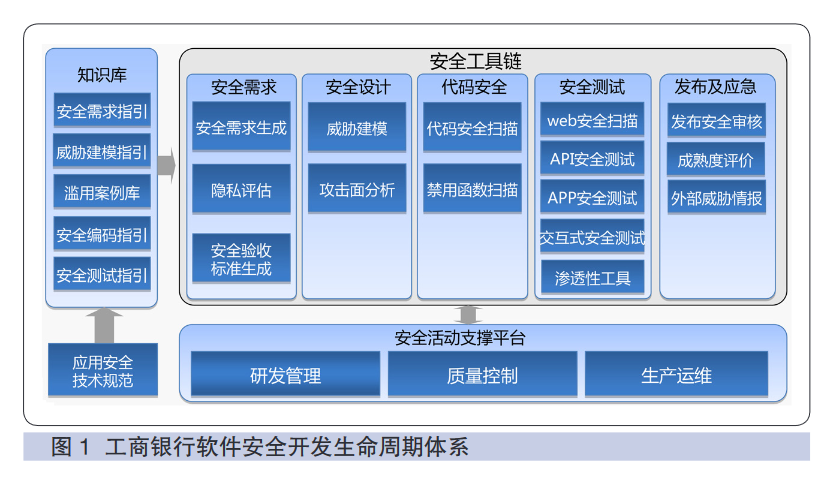 知识库
安全需求指引
威胁建模指引
滥用案例库
安全编码指引
安全测试指引
应用安全
技术规范
安全工具链
安全需求
安全需求生成
隐私评估
安全验收
标准生成
安全设计
威胁建模
攻击面分析
代码安全
代码安全扫描
禁用函数扫描
安全测试
web安全扫描
API安全测试
APP安全测试
交互式安全测试
渗透性工具
发布及应急
发布安全审核
成熟度评价
外部威胁情报
安全活动支撑平台
研发管理
质量控制
生产运维
图 1 工商银行软件安全开发生命周期体系